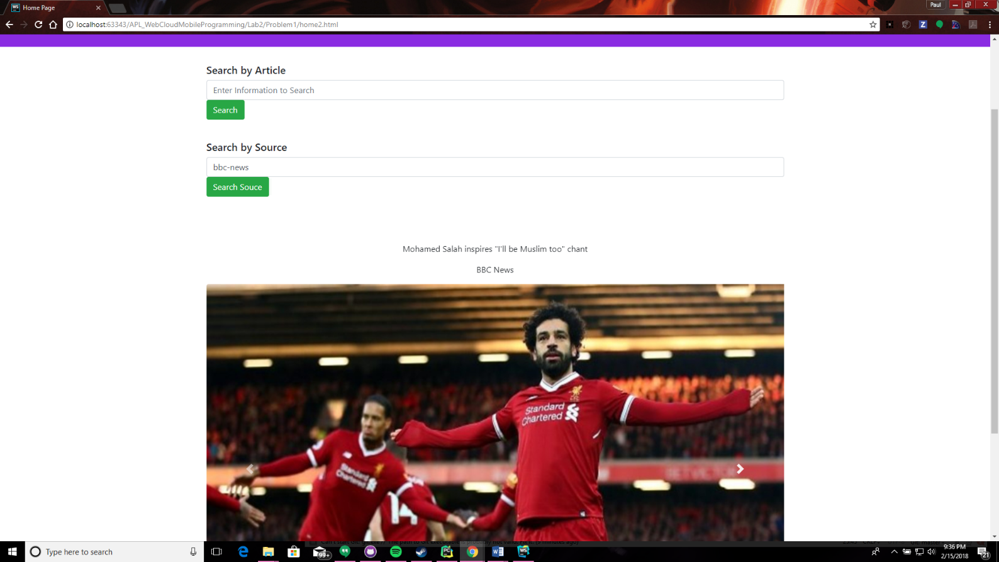 Home Page
Paul
localhost:63343/APL_WebCloudMobileProgramming/Lab2/Problem1/home2.html
Search by Article
Enter Information to Search
Search
Search by Source
bbc-news
Search Souce
Mohamed Salah inspires "I'll be Muslim too" chant
BBC News
Standard
Chartered
Standard
Chartered
14
BETVICTOR
Type here to search
99+
9:36 PM
2/15/2018
21